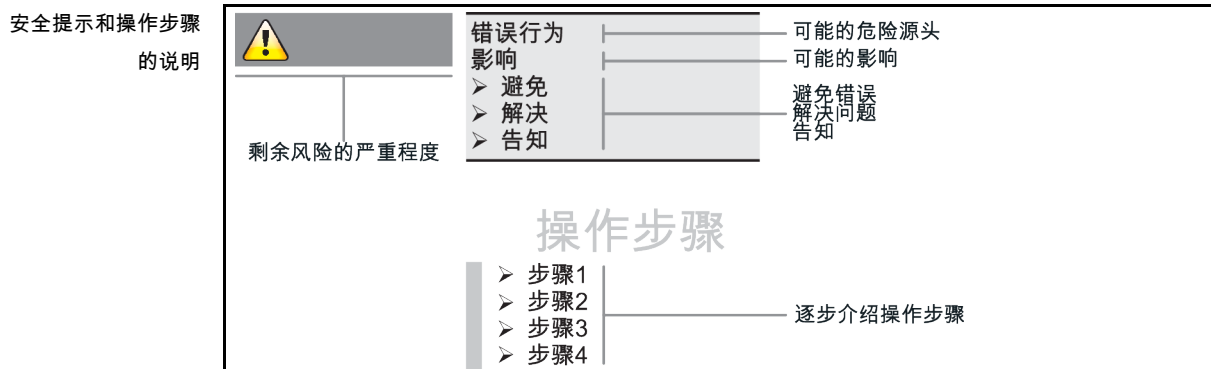 安全提示和操作步骤
的说明
错误行为
影响
➢ 避免
➢ 解决
➢ 告知
可能的危险源头
可能的影响
避免错误
解决问题
告知
剩余风险的严重程度
操作步骤
➢ 步骤1
➢ 步骤2
➢ 步骤3
➢ 步骤4
逐步介绍操作步骤